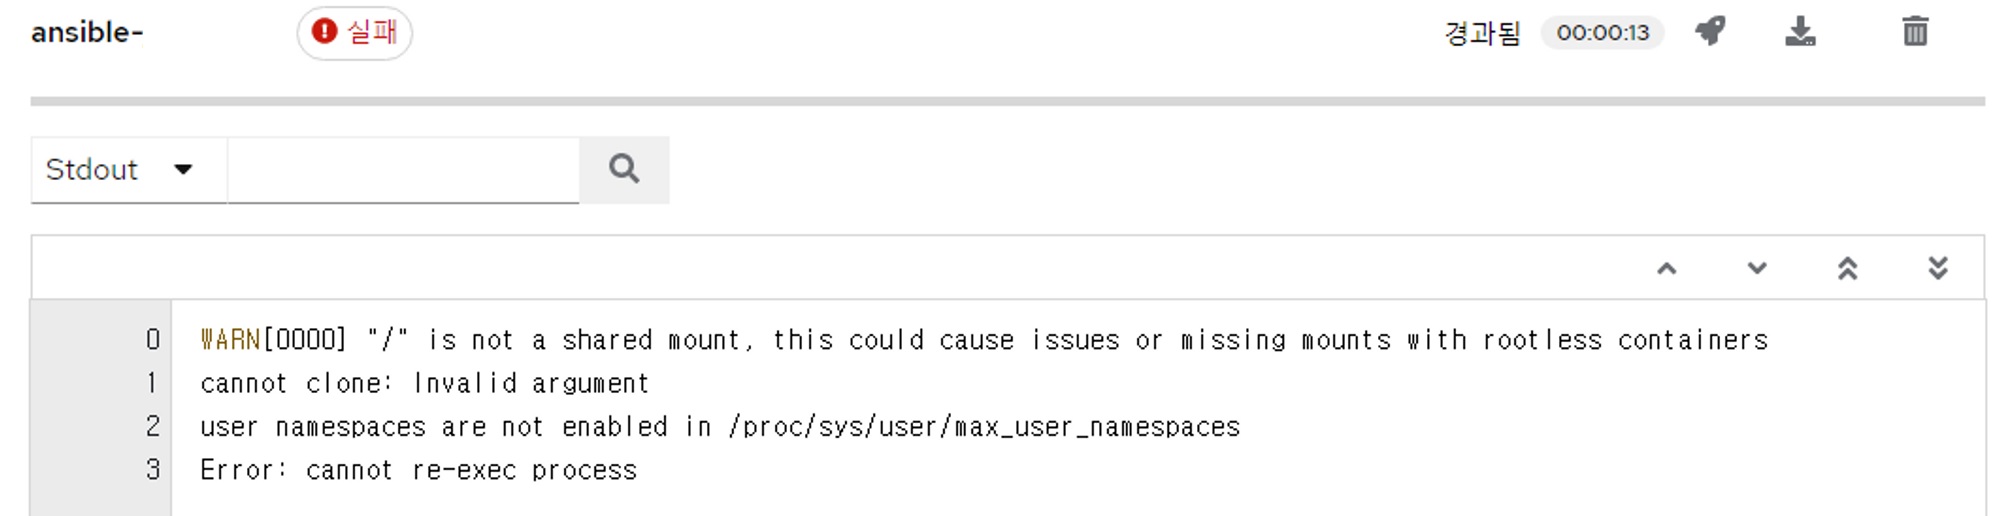 ansible- 실패 경과됨 00:00:13
Stdout
0 WARN[0000] "/" is not a shared mount, this could cause issues or missing mounts with rootless containers
1 cannot clone: Invalid argument
2 user namespaces are not enabled in /proc/sys/user/max_user_namespaces
3 Error: cannot re-exec process